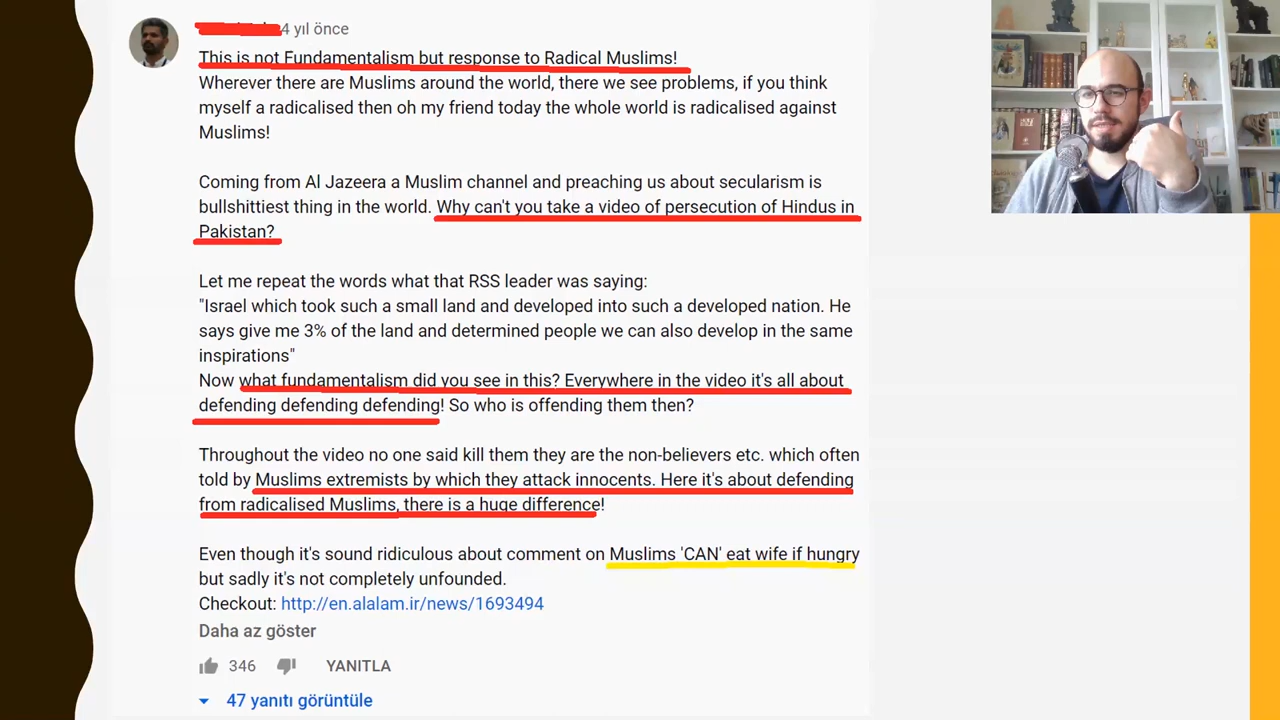 4 yıl önce
This is not Fundamentalism but response to Radical Muslims!
Wherever there are Muslims around the world, there we see problems, if you think
myself a radicalised then oh my friend today the whole world is radicalised against
Muslims!
Coming from Al Jazeera a Muslim channel and preaching us about secularism is
bullshittiest thing in the world. Why can't you take a video of persecution of Hindus in
Pakistan?
Let me repeat the words what that RSS leader was saying:
"Israel which took such a small land and developed into such a developed nation. He
says give me 3% of the land and determined people we can also develop in the same
inspirations"
Now what fundamentalism did you see in this? Everywhere in the video it's all about
defending defending defending! So who is offending them then?
Throughout the video no one said kill them they are the non-believers etc. which often
told by Muslims extremists by which they attack innocents. Here it's about defending
from radicalised Muslims, there is a huge difference!
Even though it's sound ridiculous about comment on Muslims 'CAN' eat wife if hungry
but sadly it's not completely unfounded.
Checkout: http://en.alalam.ir/news/1693494
Daha az göster
346 YANITLA
47 yanıtı görüntüle